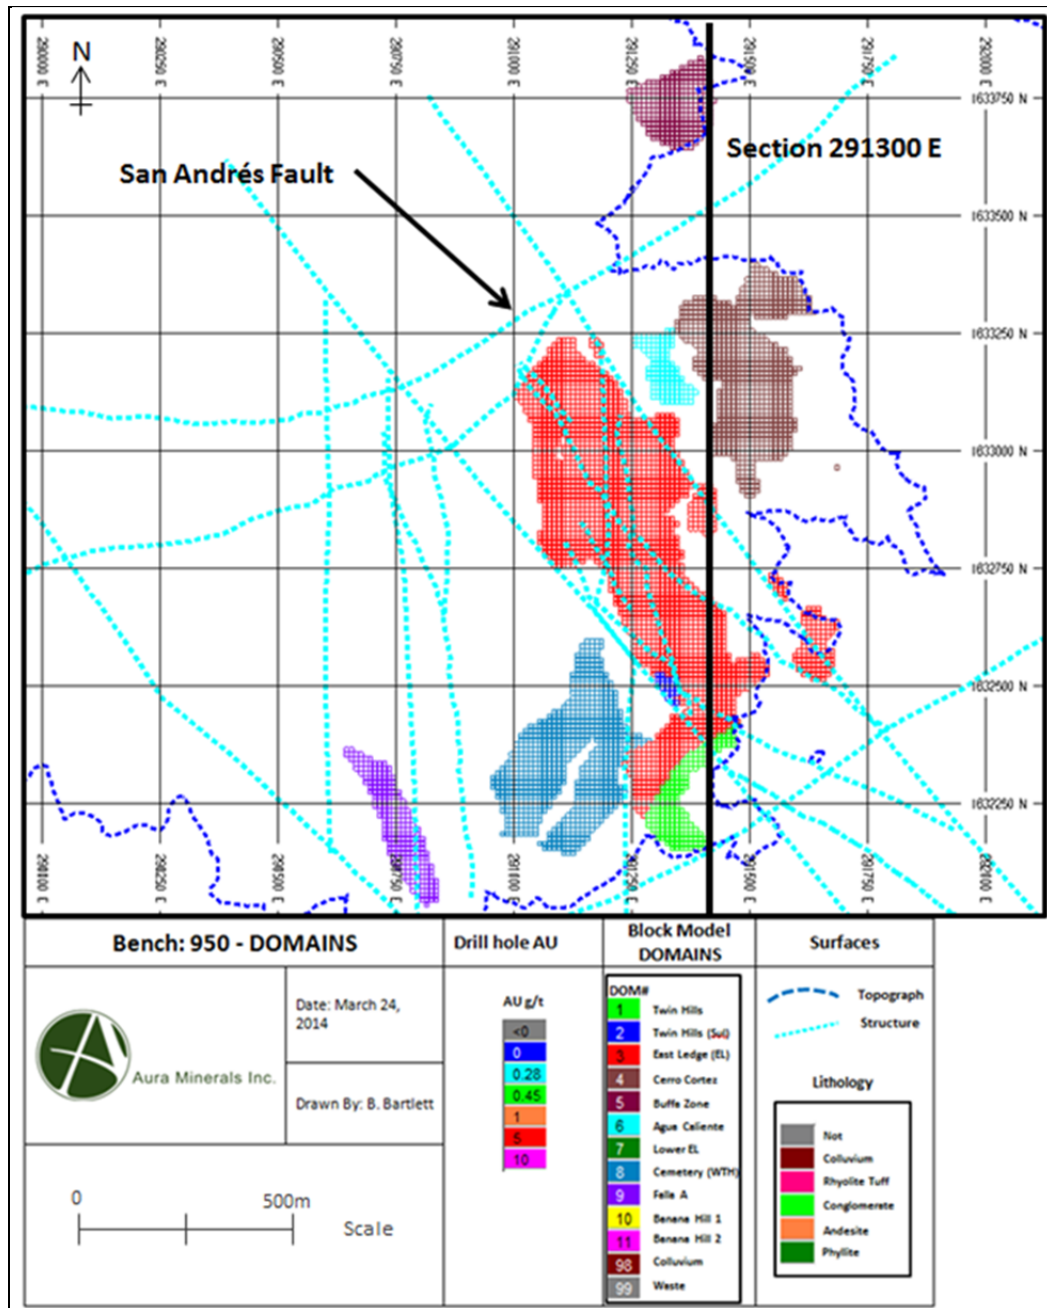 290000 E
290250 E
290500 E
290750 E
291000 E
291250 E
291500 E
291750 E
292000 E
N
1633750 N
Section 291300 E
San Andrés Fault
1633500 N
1633250 N
1633000 N
1632750 N
1632500 N
1632250 N
Bench: 950 - DOMAINS
Date: March 24,
2014
Aura Minerals Inc.
Drawn By: B. Bartlett
0 500m
Scale
Drill hole AU
AU g/t
<0
0
0.28
0.45
1
5
10
Block Model
DOMAINS
DOM#
1 Twin Hills
2 Twin Hills (Sul)
3 East Ledge (EL)
4 Cerro Cortez
5 Buffa Zone
6 Agua Caliente
7 Lower EL
8 Cemetery (WTH)
9 Falla A
10 Banana Hill 1
11 Banana Hill 2
98 Colluvium
99 Waste
Surfaces
Topograph
Structure
Lithology
Not
Colluvium
Rhyolite Tuff
Conglomerate
Andesite
Phyllite